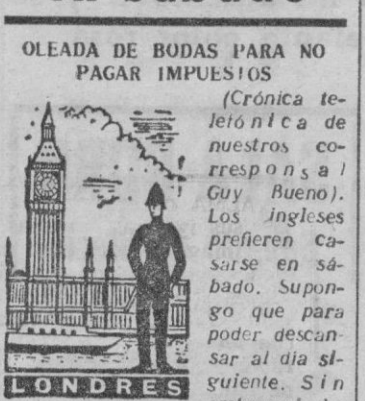 OLEADA DE BODAS PARA NO
PAGAR IMPUESTOS
(Crónica te-
lefónica de
nuestros co-
rresponsal
Guy Bueno).
Los ingleses
prefieren ca-
sarse en sá-
bado. Supon-
go que para
poder descan-
sar al día si-
guiente. Sin
LONDRES